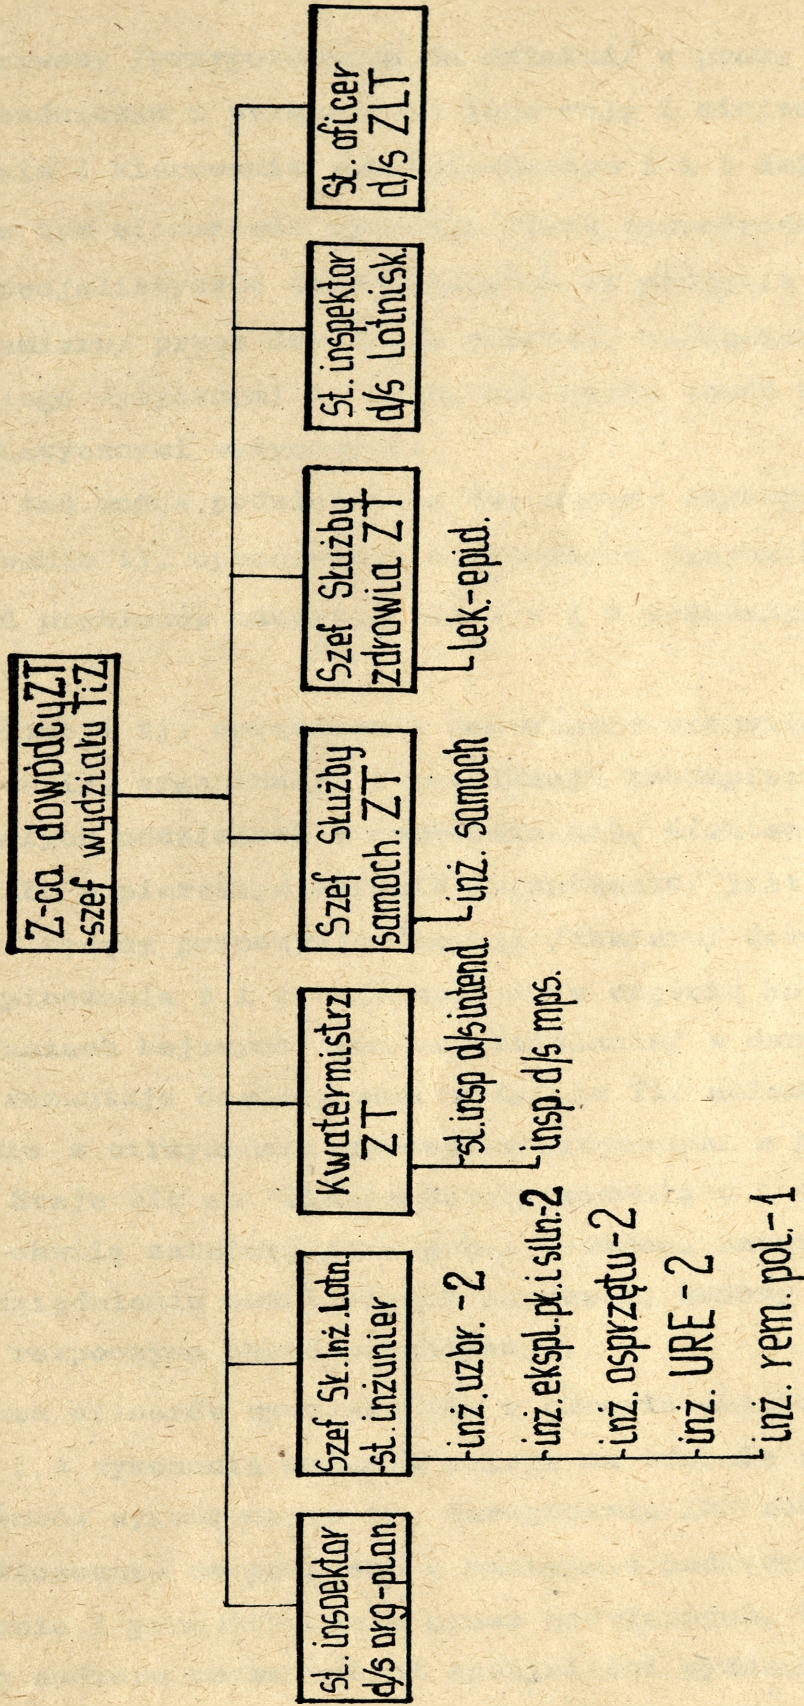 Z-ca dowódcy ZT
-szef wydziału TiZ
St. inspektor
d/s org-plan.
Szef Sł. Inż. Lotn.
-st. inżynier
inż. uzbr. -2
inż. ekspl. pł. i siln.-2
inż. osprzętu-2
inż. URE - 2
inż. rem. pol. -1
Kwatermistrz
ZT
st. insp d/s intend.
insp. d/s mps.
Szef Służby
samoch. ZT
inż. samoch
Szef Służby
zdrowia ZT
lek.-epid.
St. inspektor
d/s Lotnisk.
St. oficer
d/s ZLT